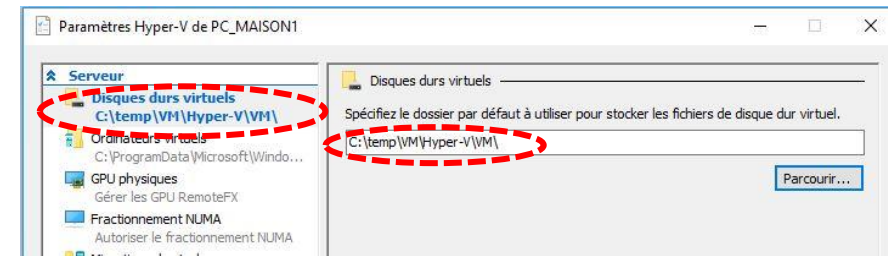 Paramètres Hyper-V de PC_MAISON1
Serveur
Disques durs virtuels
C:\temp\VM\Hyper-V\VM\
Ordinateurs virtuels
C:\ProgramData\Microsoft\Windo...
GPU physiques
Gérer les GPU RemoteFX
Fractionnement NUMA
Autoriser le fractionnement NUMA
Disques durs virtuels
Spécifiez le dossier par défaut à utiliser pour stocker les fichiers de disque dur virtuel.
C:\temp\VM\Hyper-V\VM\
Parcourir...